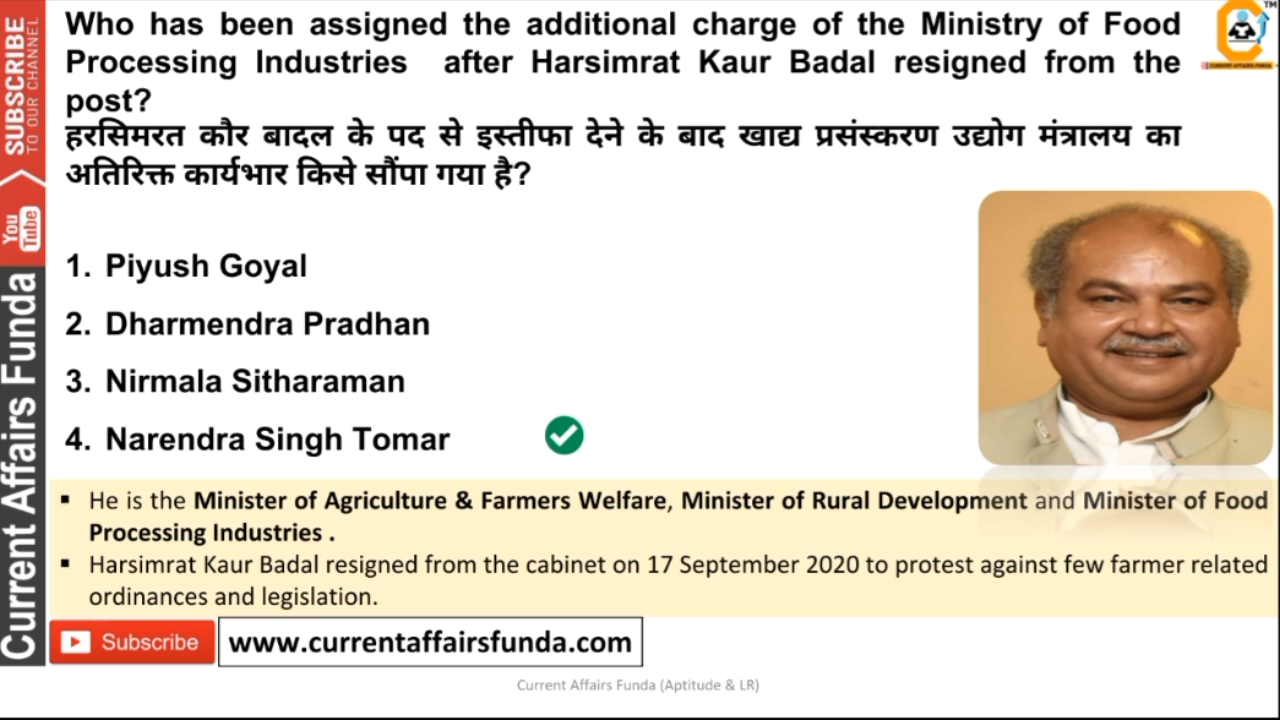 Who has been assigned the additional charge of the Ministry of Food
Processing Industries after Harsimrat Kaur Badal resigned from the
post?
हरसिमरत कौर बादल के पद से इस्तीफा देने के बाद खाद्य प्रसंस्करण उद्योग मंत्रालय का
अतिरिक्त कार्यभार किसे सौंपा गया है?
1. Piyush Goyal
2. Dharmendra Pradhan
3. Nirmala Sitharaman
4. Narendra Singh Tomar
▪ He is the Minister of Agriculture & Farmers Welfare, Minister of Rural Development and Minister of Food
Processing Industries .
▪ Harsimrat Kaur Badal resigned from the cabinet on 17 September 2020 to protest against few farmer related
ordinances and legislation.
Subscribe
www.currentaffairsfunda.com
Current Affairs Funda (Aptitude & LR)
SUBSCRIBE
TO OUR CHANNEL
You
Tube
Current Affairs Funda
TM
CURRENT AFFAIRS FUNDA